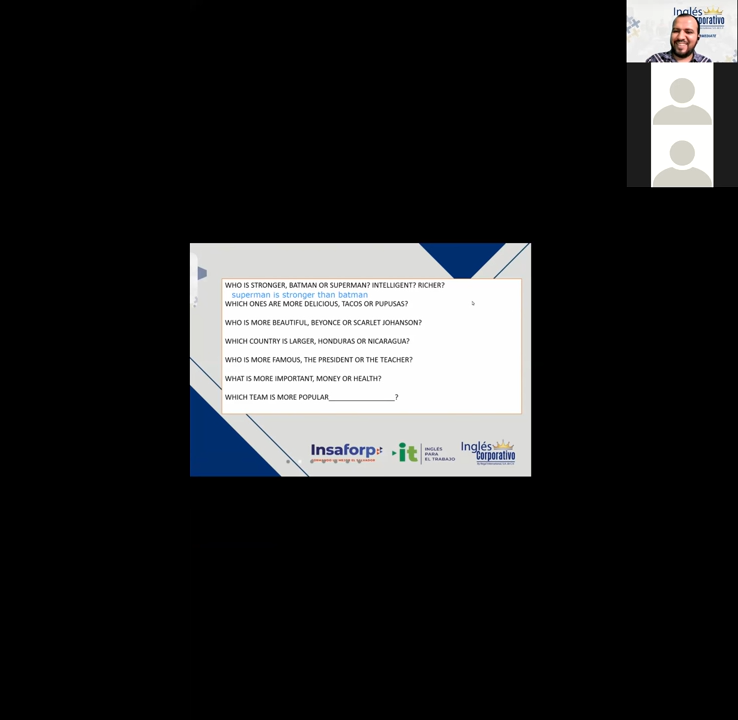 Inglés
WHO IS STRONGER, BATMAN OR SUPERMAN? INTELLIGENT? RICHER?
superman is stronger than batman
WHICH ONES ARE MORE DELICIOUS, TACOS OR PUPUSAS?
WHO IS MORE BEAUTIFUL, BEYONCE OR SCARLET JOHANSON?
WHICH COUNTRY IS LARGER, HONDURAS OR NICARAGUA?
WHO IS MORE FAMOUS, THE PRESIDENT OR THE TEACHER?
WHAT IS MORE IMPORTANT, MONEY OR HEALTH?
WHICH TEAM IS MORE POPULAR_________________?
Insaforp
it
INGLÉS
PARA
EL TRABAJO
Inglés
Corporativo